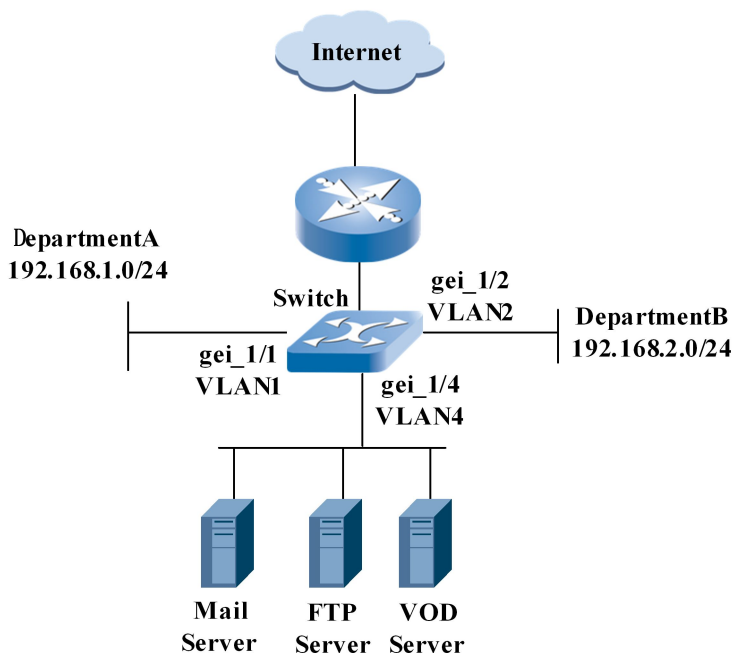 Internet
DepartmentA
192.168.1.0/24
Switch
gei_1/2
VLAN2
DepartmentB
192.168.2.0/24
gei_1/1
VLAN1
gei_1/4
VLAN4
Mail
Server
FTP
Server
VOD
Server